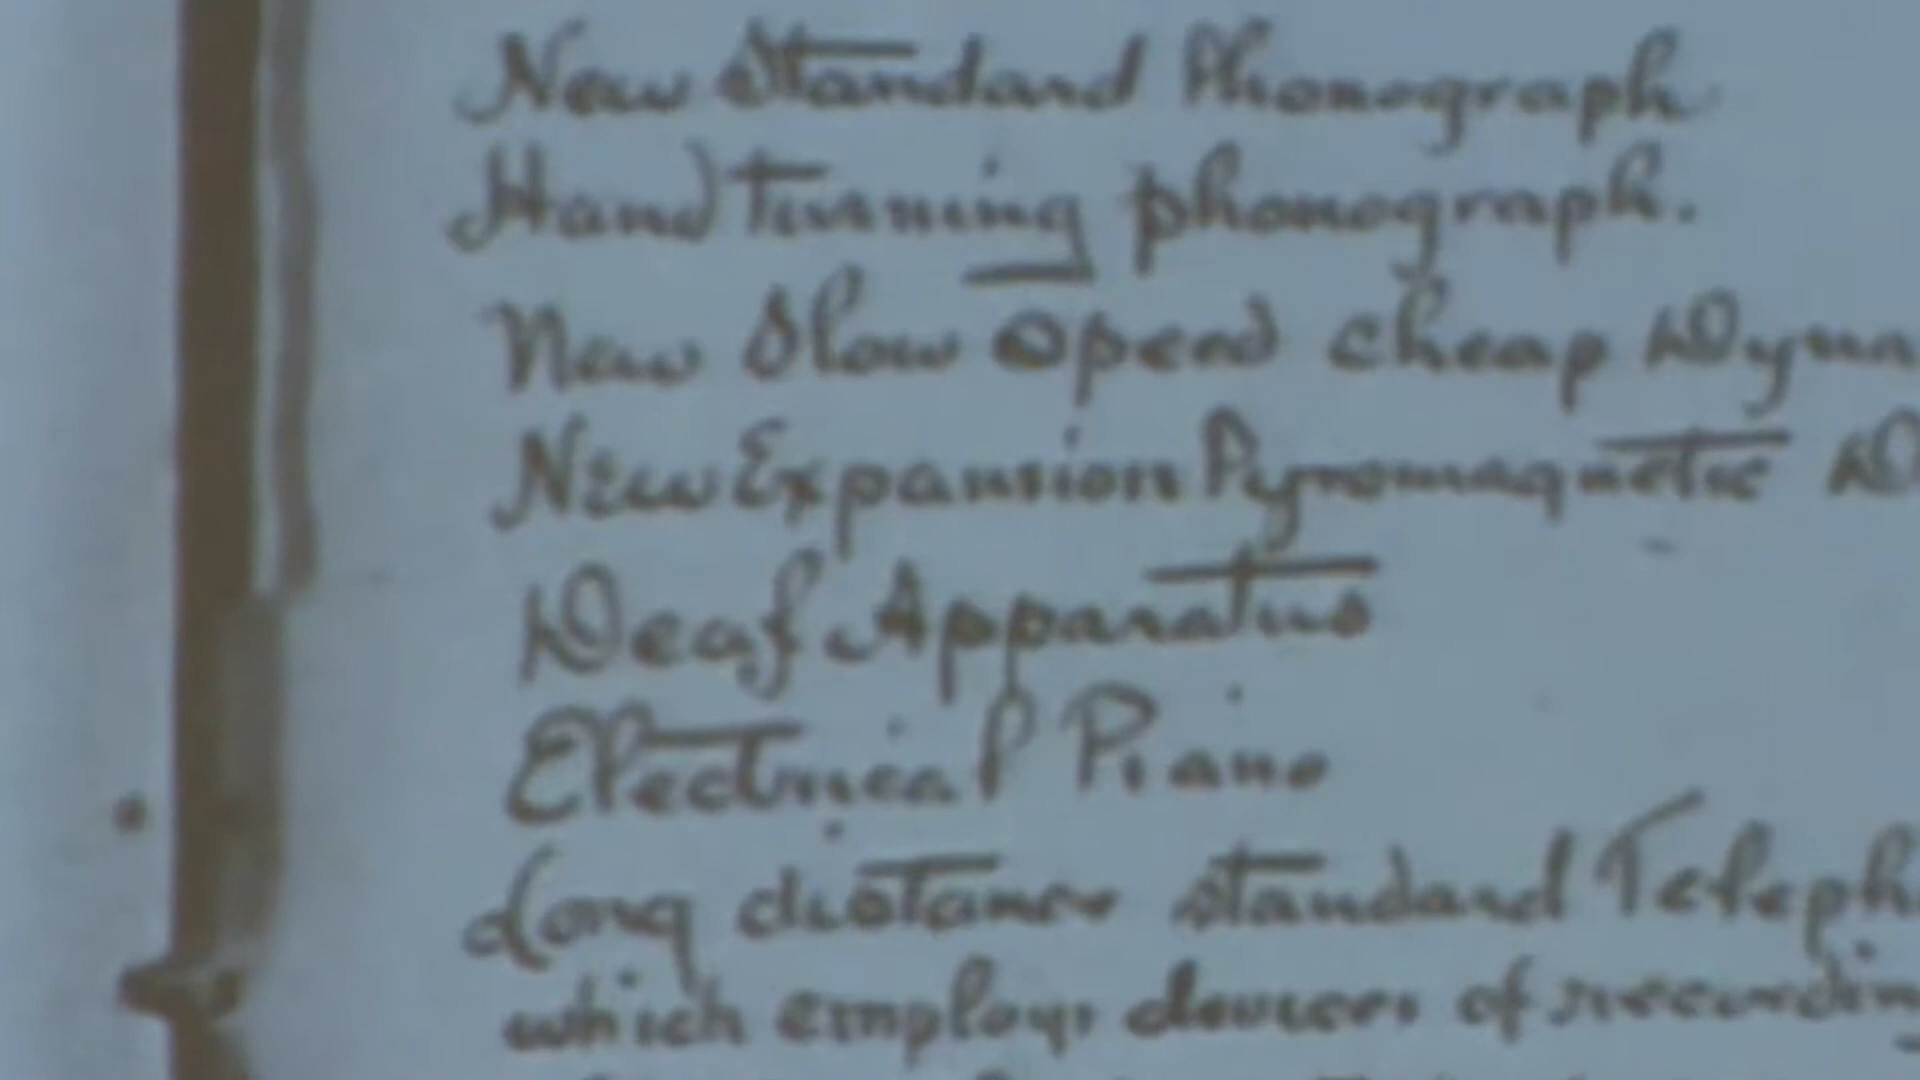 New Standard Phonograph
Hand turning phonograph.
New Slow Speed cheap Dyna
New Expansion Pyromagnetic D
Deaf Apparatus
Electrical Piano
Long distance standard Teleph
which employs devices of recordin